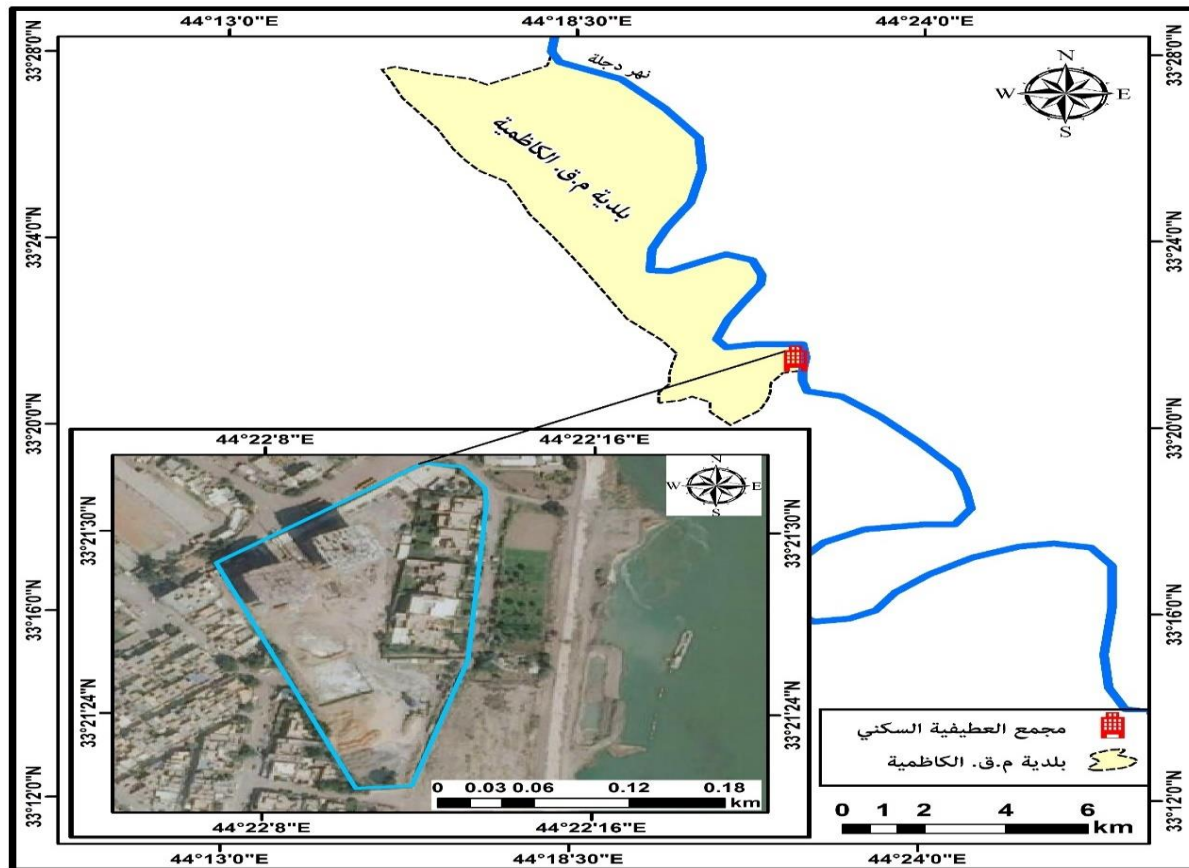 44°13'0"E 44°18'30"E 44°24'0"E
33°28'0"N
33°28'0"N
نهر دجلة
N
W E
S
بلدية م.ق. الكاظمية
33°24'0"N
33°24'0"N
33°20'0"N
33°20'0"N
44°22'8"E 44°22'16"E
N
W E
S
33°21'30"N
33°21'30"N
33°16'0"N
33°16'0"N
33°21'24"N
33°21'24"N
مجمع العطيفية السكني
بلدية م.ق. الكاظمية
0 0.03 0.06 0.12 0.18
km
33°12'0"N
33°12'0"N
0 1 2 4 6
km
44°22'8"E 44°22'16"E
44°13'0"E 44°18'30"E 44°24'0"E